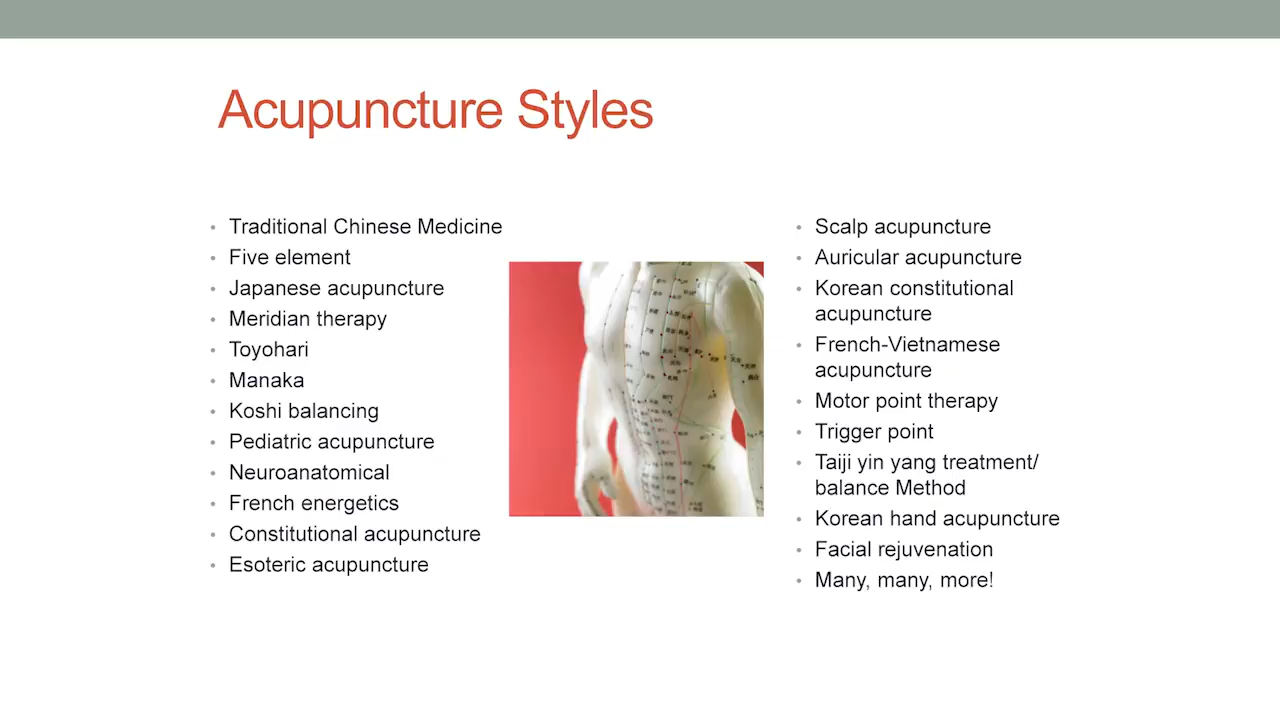 Acupuncture Styles
Traditional Chinese Medicine
Five element
Japanese acupuncture
Meridian therapy
Toyohari
Manaka
Koshi balancing
Pediatric acupuncture
Neuroanatomical
French energetics
Constitutional acupuncture
Esoteric acupuncture
Scalp acupuncture
Auricular acupuncture
Korean constitutional
acupuncture
French-Vietnamese
acupuncture
Motor point therapy
Trigger point
Taiji yin yang treatment/
balance Method
Korean hand acupuncture
Facial rejuvenation
Many, many, more!